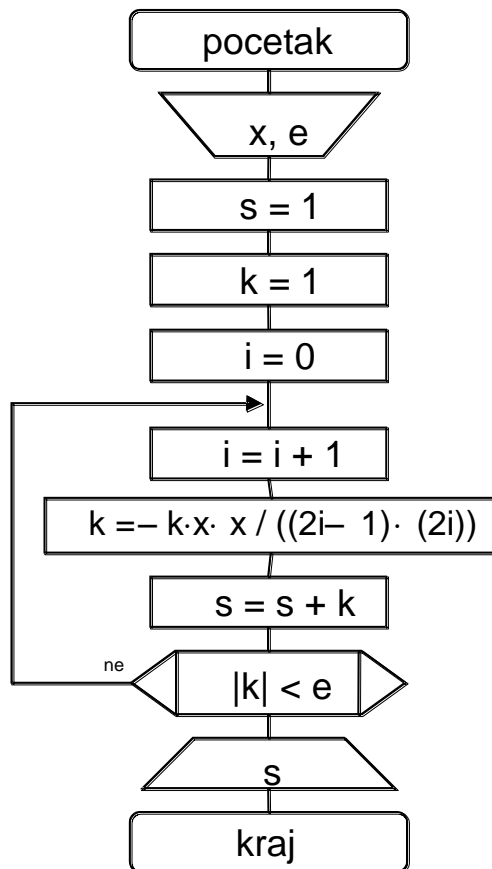 pocetak
x, e
s = 1
k = 1
i = 0
i = i + 1
k =– k·x· x / ((2i– 1)· (2i))
s = s + k
ne
|k| < e
s
kraj